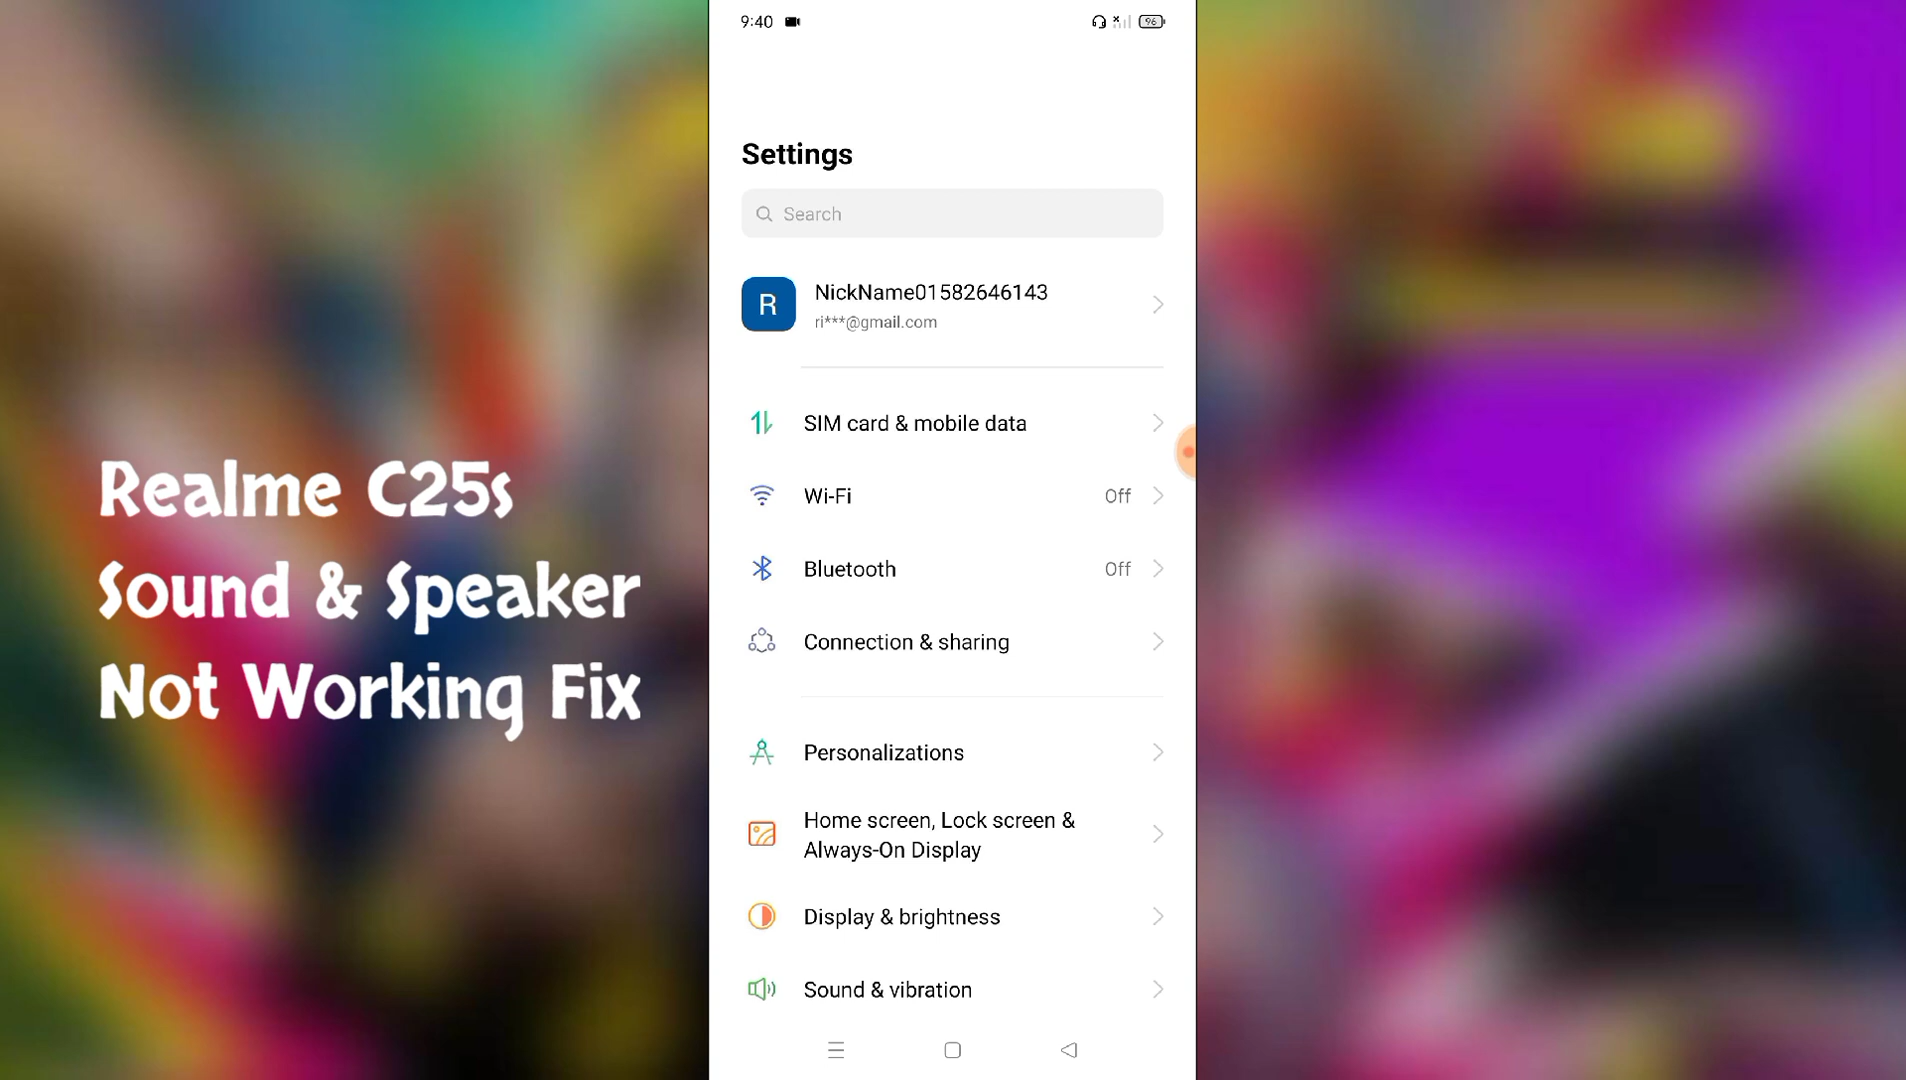 9:40
96
Settings
Search
R
NickName01582646143
ri***@gmail.com
SIM card & mobile data
Wi-Fi
Off
Bluetooth
Off
Connection & sharing
Personalizations
Home screen, Lock screen &
Always-On Display
Display & brightness
Sound & vibration
Realme C25s
Sound & Speaker
Not Working Fix